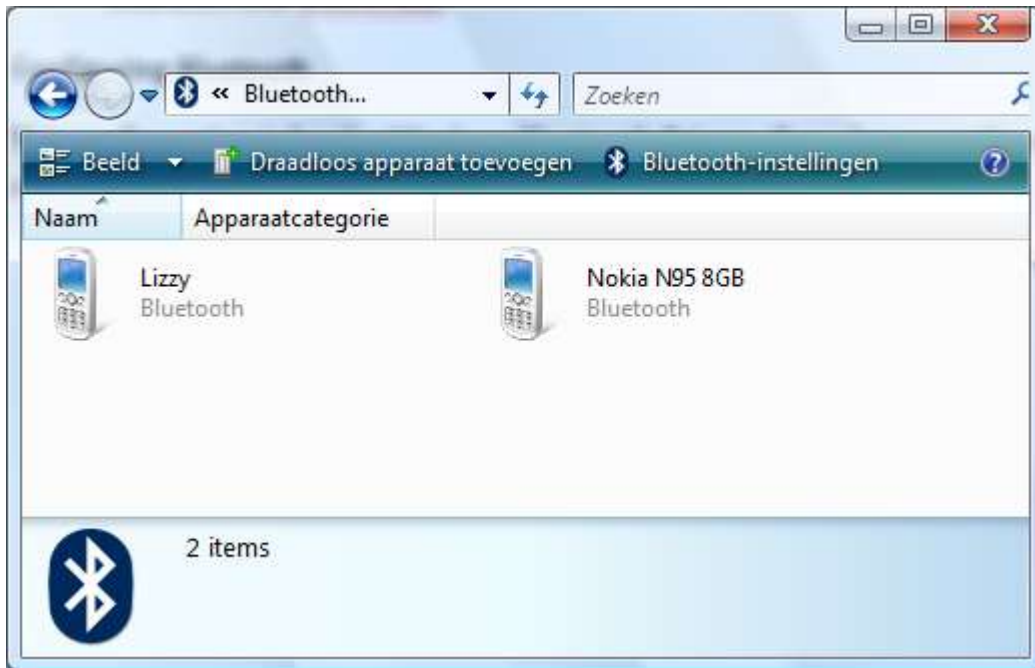 « Bluetooth... Zoeken
Beeld Draadloos apparaat toevoegen Bluetooth-instellingen
Naam Apparaatcategorie
Lizzy
Bluetooth
Nokia N95 8GB
Bluetooth
2 items